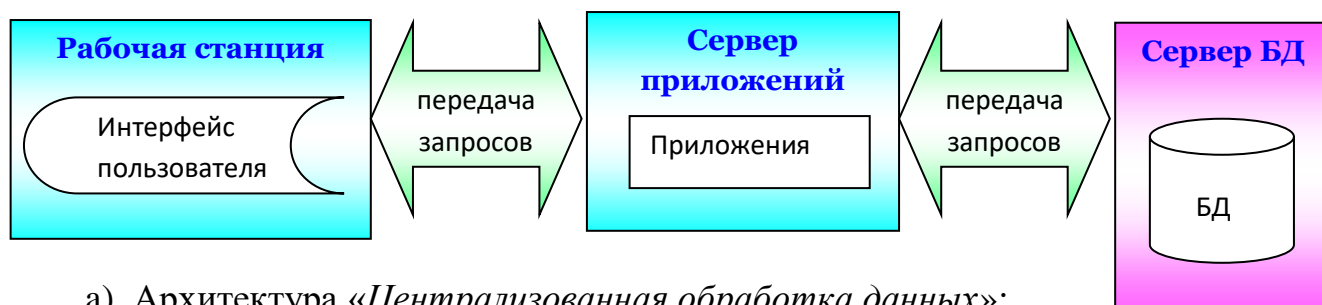 Рабочая станция
Интерфейс
пользователя
передача
запросов
Сервер
приложений
Приложения
передача
запросов
Сервер БД
БД
а) Архитектура «Централизованная обработка данных»;